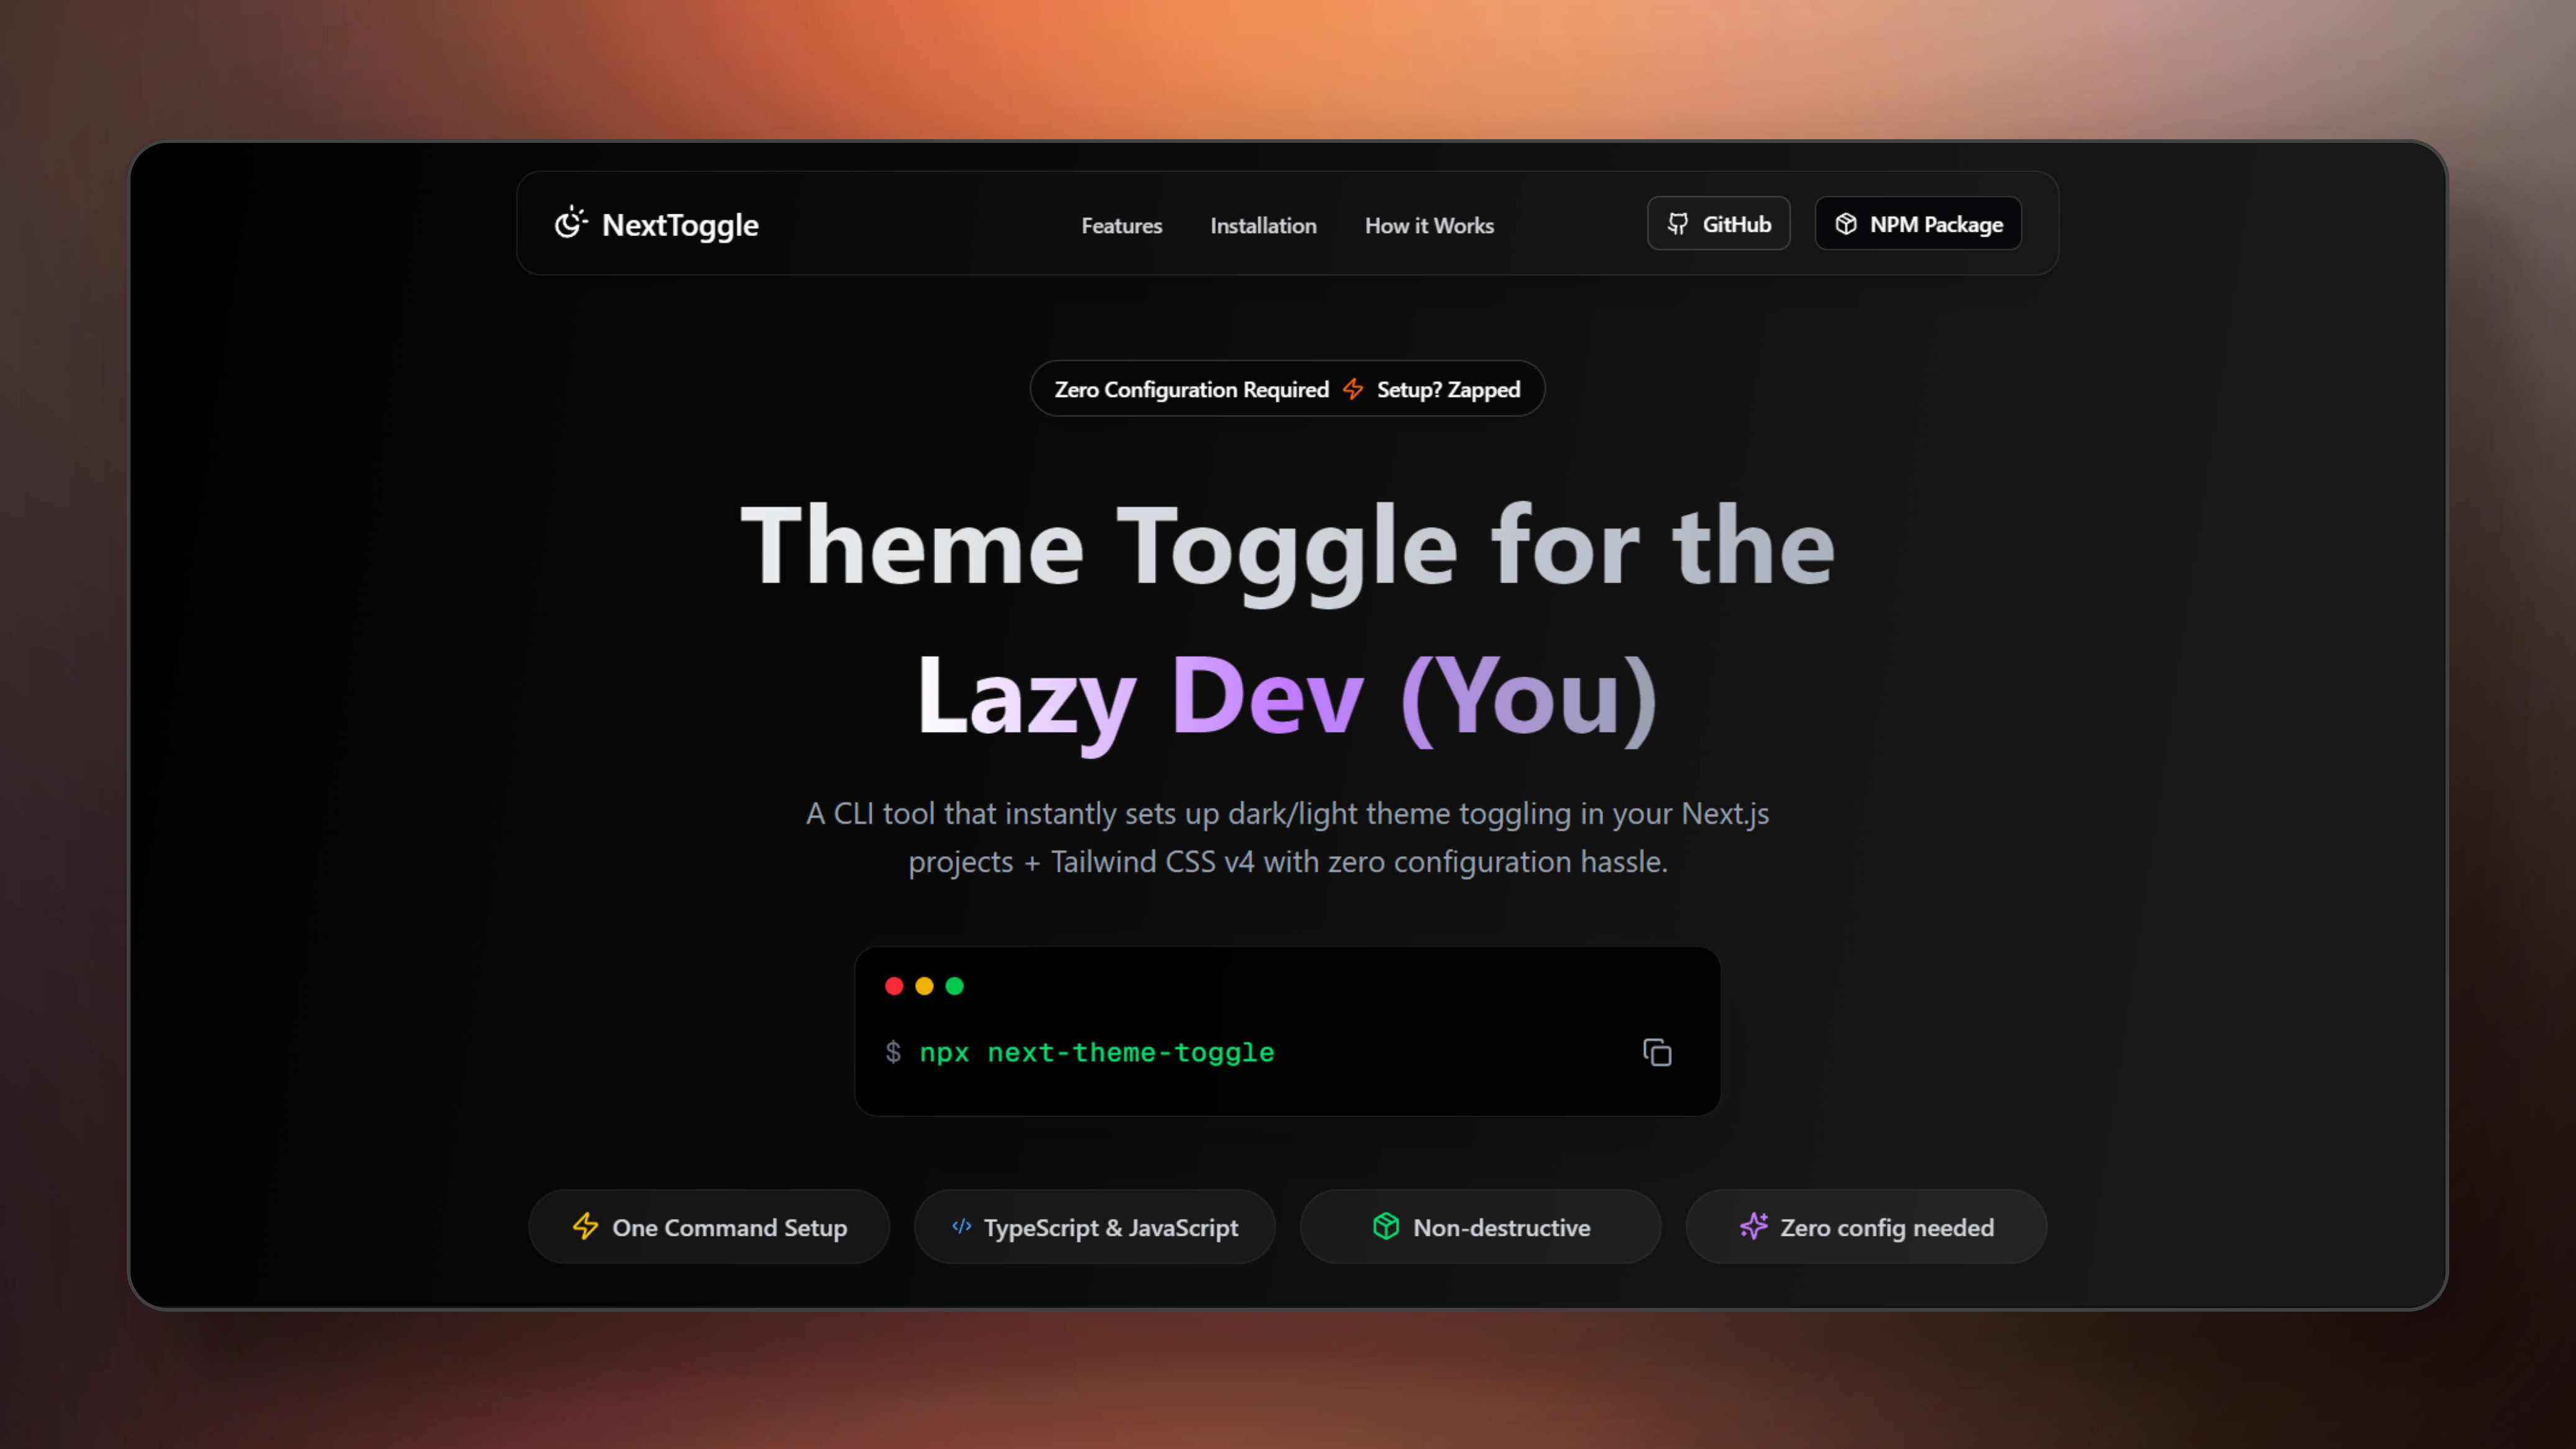 NextToggle
Features
Installation
How it Works
GitHub
NPM Package
Zero Configuration Required
Setup? Zapped
Theme Toggle for the
Lazy Dev (You)
A CLI tool that instantly sets up dark/light theme toggling in your Next.js
projects + Tailwind CSS v4 with zero configuration hassle.
$ npx next-theme-toggle
One Command Setup
TypeScript & JavaScript
Non-destructive
Zero config needed